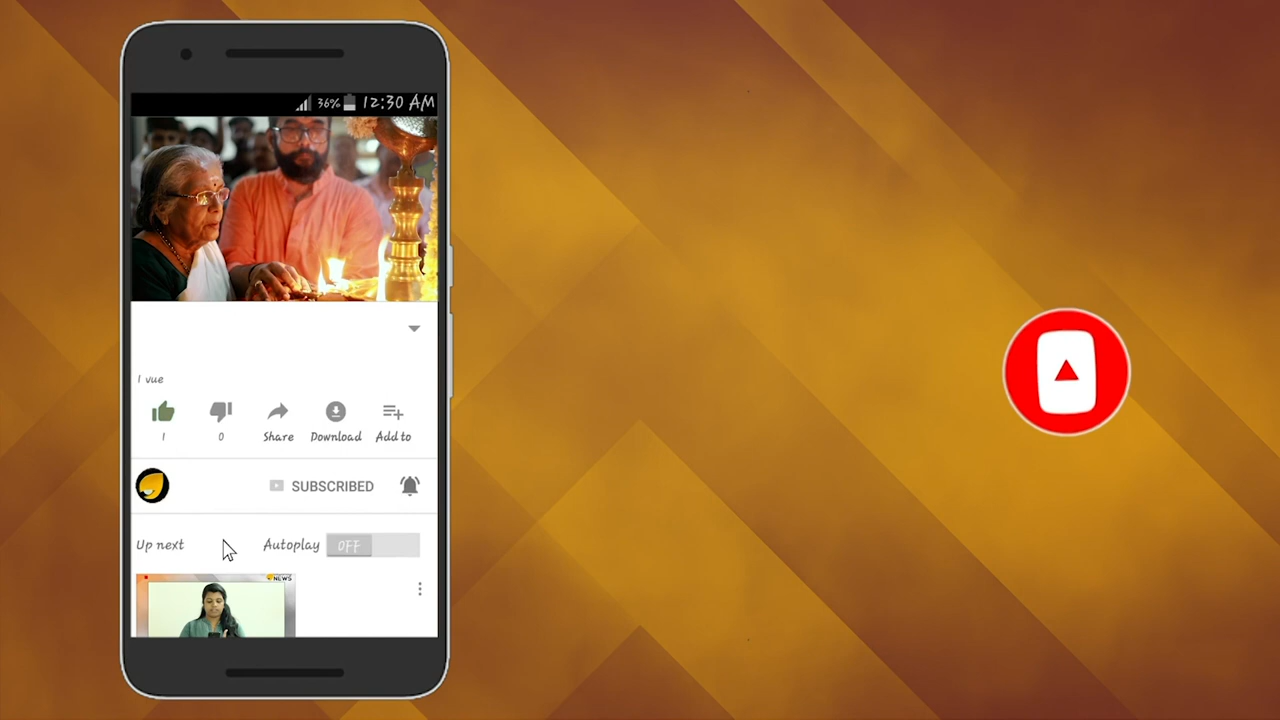 36% 12:30 AM
1 vue
1 0 Share Download Add to
SUBSCRIBED
Up next Autoplay OFF
NEWS